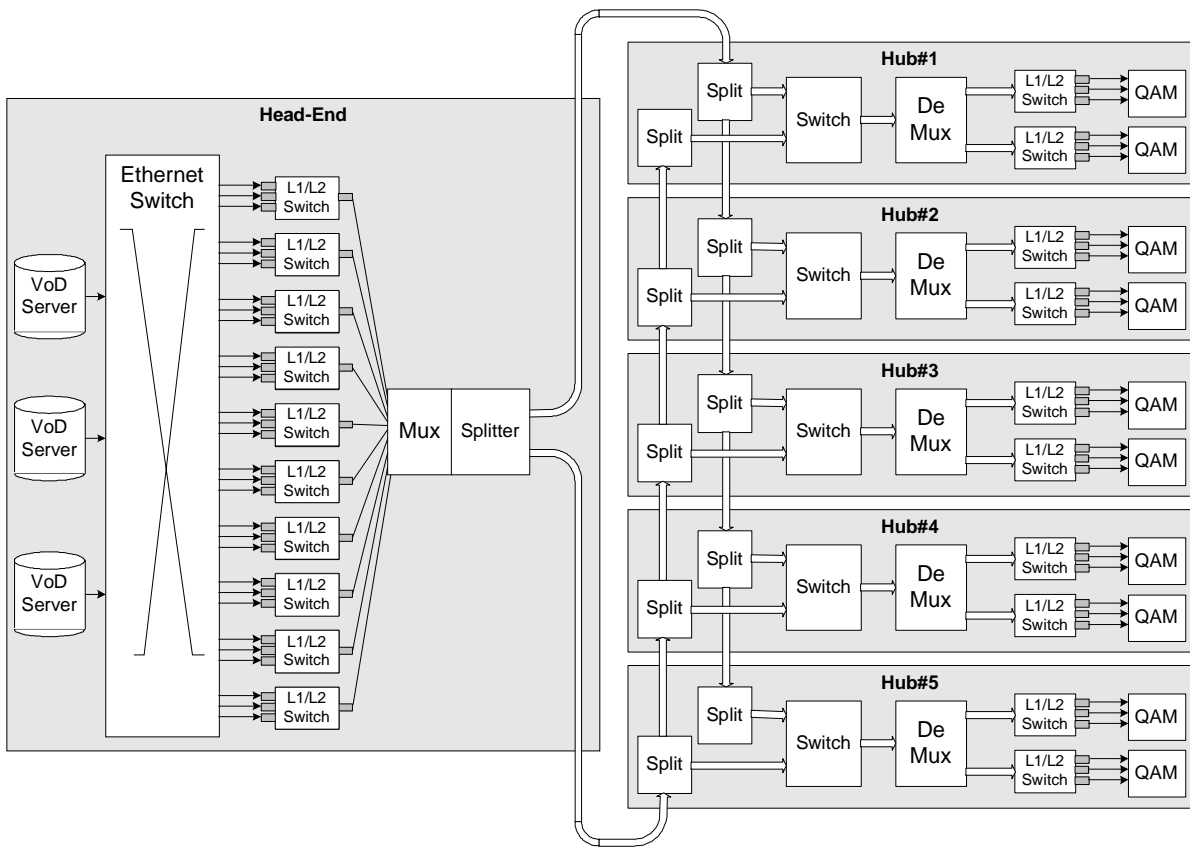 Head-End
Ethernet
Switch
VoD
Server
VoD
Server
VoD
Server
L1/L2
Switch
L1/L2
Switch
L1/L2
Switch
L1/L2
Switch
L1/L2
Switch
L1/L2
Switch
L1/L2
Switch
L1/L2
Switch
L1/L2
Switch
L1/L2
Switch
Mux
Splitter
Hub#1
Split
Split
Switch
De
Mux
L1/L2
Switch
QAM
L1/L2
Switch
QAM
Hub#2
Split
Split
Switch
De
Mux
L1/L2
Switch
QAM
L1/L2
Switch
QAM
Hub#3
Split
Split
Switch
De
Mux
L1/L2
Switch
QAM
L1/L2
Switch
QAM
Hub#4
Split
Split
Switch
De
Mux
L1/L2
Switch
QAM
L1/L2
Switch
QAM
Hub#5
Split
Split
Switch
De
Mux
L1/L2
Switch
QAM
L1/L2
Switch
QAM